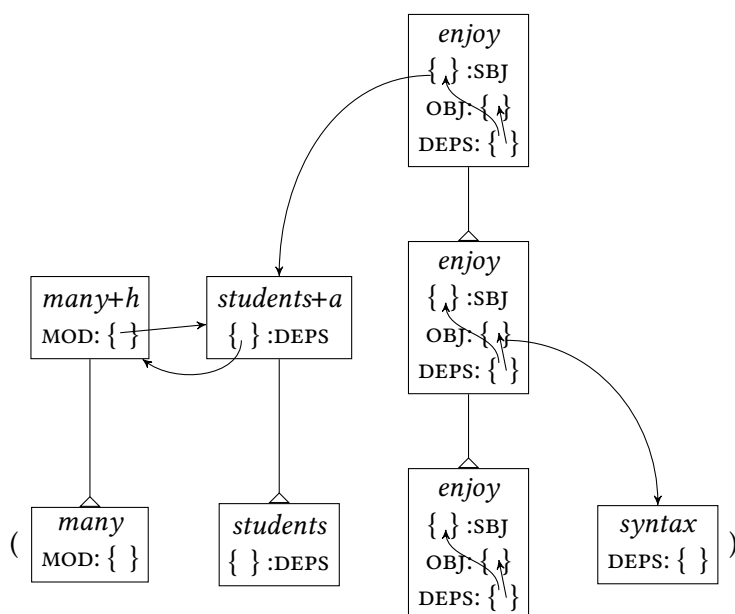 enjoy
{ } :SBJ
OBJ: { }
DEPS: { }
many+h
MOD: { }
students+a
{ } :DEPS
enjoy
{ } :SBJ
OBJ: { }
DEPS: { }
(
many
MOD: { }
students
{ } :DEPS
enjoy
{ } :SBJ
OBJ: { }
DEPS: { }
syntax
DEPS: { }
)